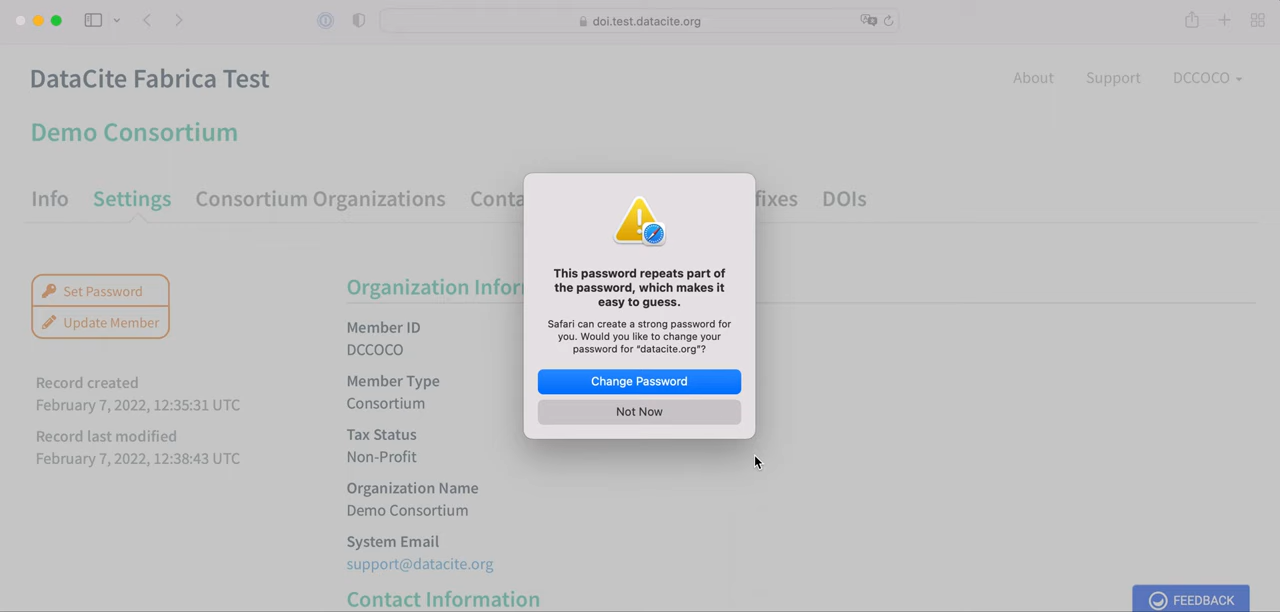 doi.test.datacite.org
DataCite Fabrica Test
About Support DCCOCO
Demo Consortium
Info Settings Consortium Organizations Conta fixes DOIs
This password repeats part of
the password, which makes it
easy to guess.
Safari can create a strong password for
you. Would you like to change your
password for "datacite.org"?
Change Password
Not Now
Set Password
Update Member
Record created
February 7, 2022, 12:35:31 UTC
Record last modified
February 7, 2022, 12:38:43 UTC
Organization Infor
Member ID
DCCOCO
Member Type
Consortium
Tax Status
Non-Profit
Organization Name
Demo Consortium
System Email
support@datacite.org
Contact Information
FEEDBACK